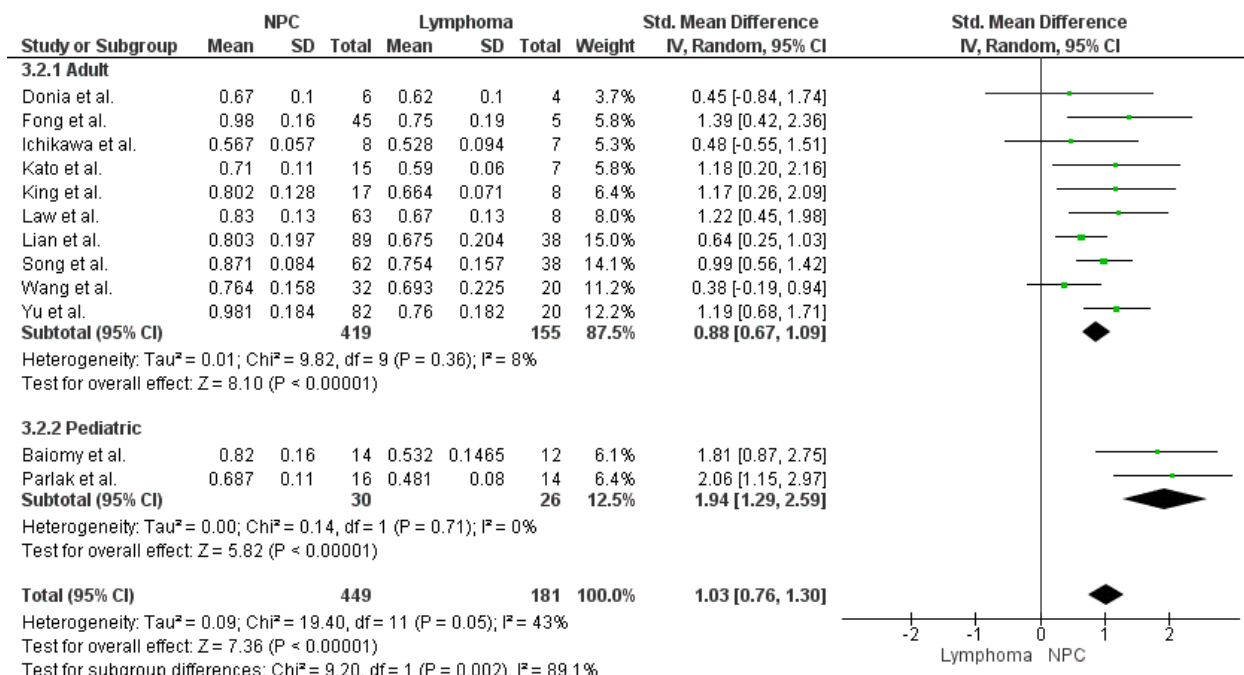 NPC Lymphoma Std. Mean Difference Std. Mean Difference
Study or Subgroup Mean SD Total Mean SD Total Weight IV, Random, 95% CI IV, Random, 95% CI
3.2.1 Adult
Donia et al. 0.67 0.1 6 0.62 0.1 4 3.7% 0.45 [-0.84, 1.74]
Fong et al. 0.98 0.16 45 0.75 0.19 5 5.8% 1.39 [0.42, 2.36]
Ichikawa et al. 0.567 0.057 8 0.528 0.094 7 5.3% 0.48 [-0.55, 1.51]
Kato et al. 0.71 0.11 15 0.59 0.06 7 5.8% 1.18 [0.20, 2.16]
King et al. 0.802 0.128 17 0.664 0.071 8 6.4% 1.17 [0.26, 2.09]
Law et al. 0.83 0.13 63 0.67 0.13 8 8.0% 1.22 [0.45, 1.98]
Lian et al. 0.803 0.197 89 0.675 0.204 38 15.0% 0.64 [0.25, 1.03]
Song et al. 0.871 0.084 62 0.754 0.157 38 14.1% 0.99 [0.56, 1.42]
Wang et al. 0.764 0.158 32 0.693 0.225 20 11.2% 0.38 [-0.19, 0.94]
Yu et al. 0.981 0.184 82 0.76 0.182 20 12.2% 1.19 [0.68, 1.71]
Subtotal (95% CI) 419 155 87.5% 0.88 [0.67, 1.09]
Heterogeneity: Tau² = 0.01; Chi² = 9.82, df = 9 (P = 0.36); I² = 8%
Test for overall effect: Z = 8.10 (P < 0.00001)
3.2.2 Pediatric
Baiomy et al. 0.82 0.16 14 0.532 0.1465 12 6.1% 1.81 [0.87, 2.75]
Parlak et al. 0.687 0.11 16 0.481 0.08 14 6.4% 2.06 [1.15, 2.97]
Subtotal (95% CI) 30 26 12.5% 1.94 [1.29, 2.59]
Heterogeneity: Tau² = 0.00; Chi² = 0.14, df = 1 (P = 0.71); I² = 0%
Test for overall effect: Z = 5.82 (P < 0.00001)
Total (95% CI) 449 181 100.0% 1.03 [0.76, 1.30]
Heterogeneity: Tau² = 0.09; Chi² = 19.40, df = 11 (P = 0.05); I² = 43%
Test for overall effect: Z = 7.36 (P < 0.00001)
Test for subgroup differences: Chi² = 9.20, df = 1 (P = 0.002), I² = 89.1%
-2 -1 0 1 2
Lymphoma NPC